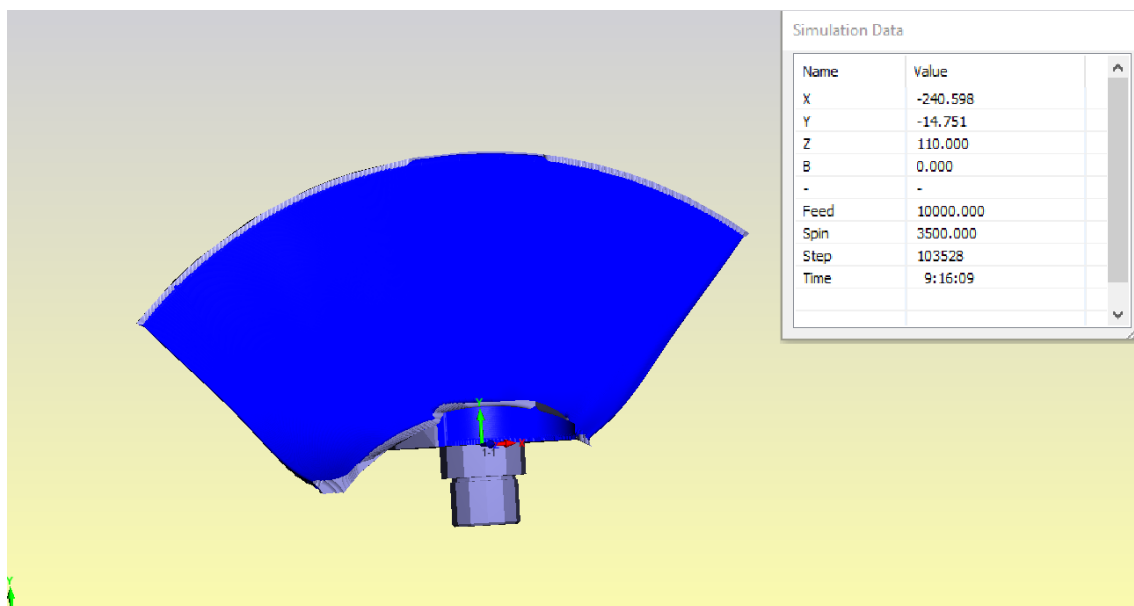 Simulation Data
Name Value
X -240.598
Y -14.751
Z 110.000
B 0.000
- -
Feed 10000.000
Spin 3500.000
Step 103528
Time 9:16:09
Y
1-1
Y